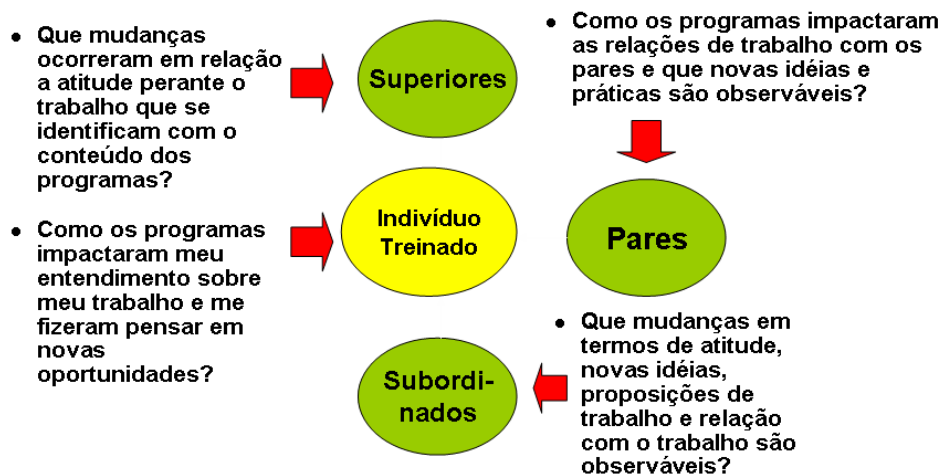 • Que mudanças
ocorreram em relação
a atitude perante o
trabalho que se
identificam com o
conteúdo dos
programas?
Superiores
• Como os programas impactaram
as relações de trabalho com os
pares e que novas idéias e
práticas são observáveis?
• Como os programas
impactaram meu
entendimento sobre
meu trabalho e me
fizeram pensar em
novas
oportunidades?
Indivíduo
Treinado
Pares
Subordi-
nados
• Que mudanças em
termos de atitude,
novas idéias,
proposições de
trabalho e relação
com o trabalho são
observáveis?